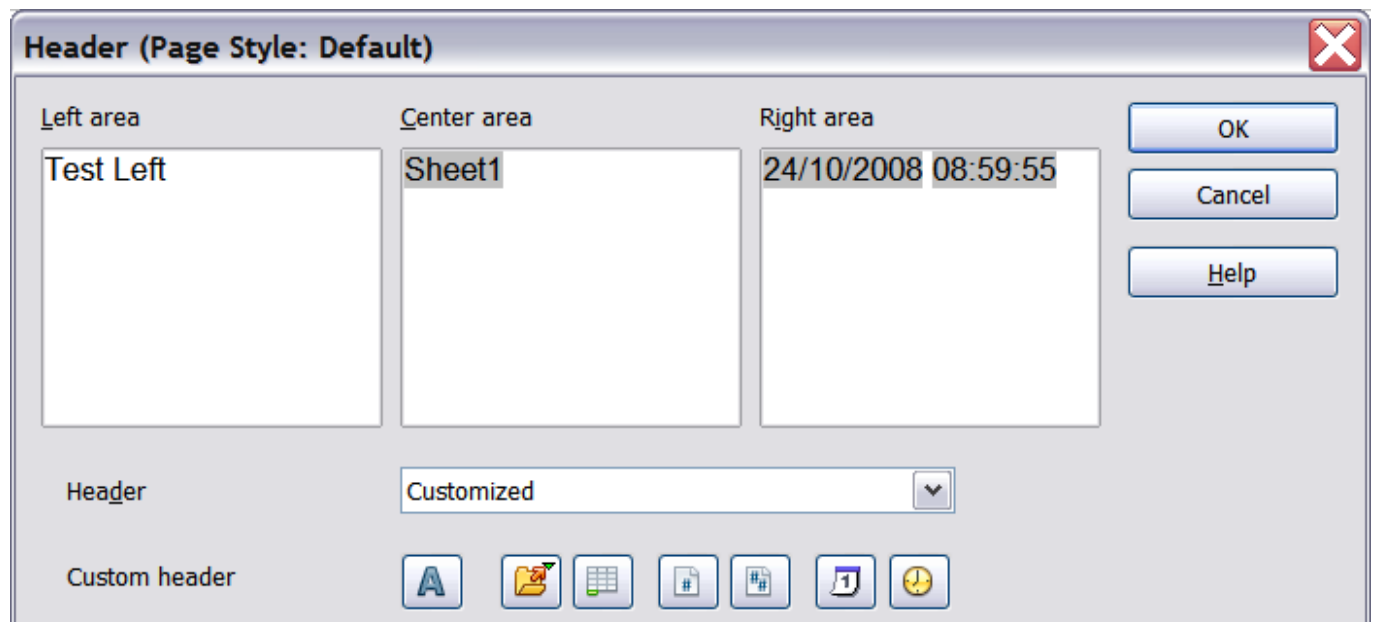 Header (Page Style: Default)
Left area
Center area
Right area
OK
Test Left
Sheet1
24/10/2008 08:59:55
Cancel
Help
Header
Customized
Custom header
A
#
##
1